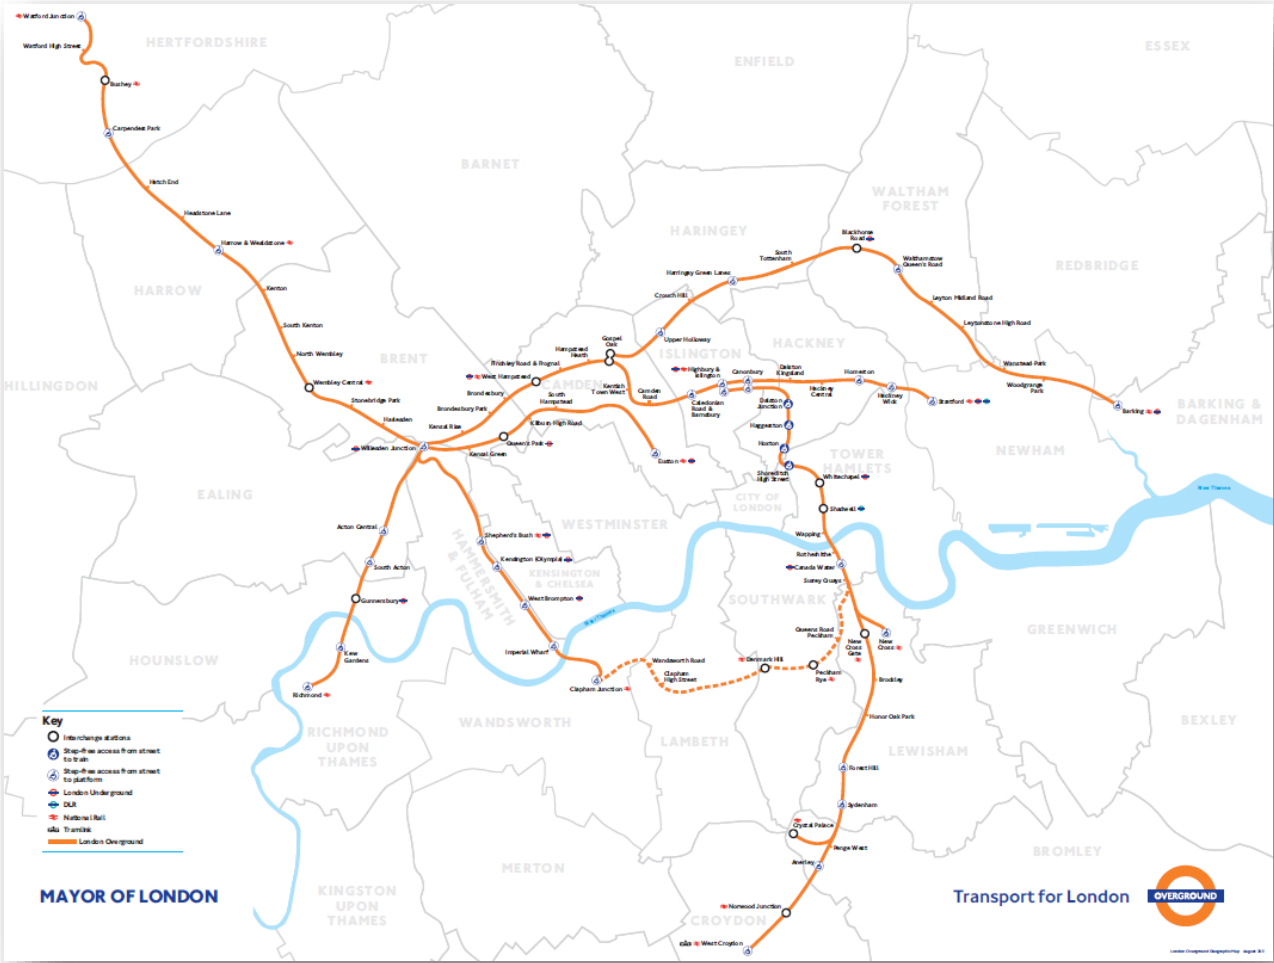 Watford Junction
Watford High Street
Bushey
Carpenders Park
Hatch End
Headstone Lane
Harrow & Wealdstone
Kenton
South Kenton
North Wembley
Wembley Central
Stonebridge Park
Harlesden
Willesden Junction
HERTFORDSHIRE
ESSEX
ENFIELD
BARNET
WALTHAM
FOREST
HARINGEY
REDBRIDGE
HARROW
BRENT
HILLINGDON
CAMDEN
ISLINGTON
HACKNEY
BARKING &
DAGENHAM
NEWHAM
TOWER
HAMLETS
EALING
CITY OF
LONDON
WESTMINSTER
HAMMERSMITH
& FULHAM
KENSINGTON
& CHELSEA
SOUTHWARK
GREENWICH
HOUNSLOW
WANDSWORTH
RICHMOND
UPON
THAMES
LAMBETH
LEWISHAM
BEXLEY
MERTON
BROMLEY
KINGSTON
UPON
THAMES
CROYDON
Blackhorse
Road
South
Tottenham
Walthamstow
Queen's Road
Harringay Green Lanes
Crouch Hill
Leyton Midland Road
Leytonstone High Road
Upper Holloway
Gospel
Oak
Hampstead
Heath
Finchley Road & Frognal
West Hampstead
Wanstead Park
Woodgrange
Park
Barking
Highbury &
Islington
Canonbury
Dalston
Kingsland
Homerton
Hackney
Central
Hackney
Wick
Stratford
Kentish
Town West
Camden
Road
Caledonian
Road &
Barnsbury
Brondesbury
Brondesbury Park
Kensal Rise
South
Hampstead
Kilburn High Road
Queen's Park
Kensal Green
Euston
Dalston
Junction
Haggerston
Hoxton
Shoreditch
High Street
Whitechapel
Shadwell
Wapping
Rotherhithe
Canada Water
Surrey Quays
Acton Central
South Acton
Gunnersbury
Kew
Gardens
Richmond
Shepherd's Bush
Kensington (Olympia)
West Brompton
Imperial Wharf
Clapham Junction
River Thames
River Thames
Wandsworth Road
Clapham
High Street
Denmark Hill
Peckham
Rye
Queens Road
Peckham
New
Cross
Gate
New
Cross
Brockley
Honor Oak Park
Forest Hill
Sydenham
Crystal Palace
Penge West
Anerley
Norwood Junction
West Croydon
Key
Interchange stations
Step-free access from street
to train
Step-free access from street
to platform
London Underground
DLR
National Rail
Tramlink
London Overground
MAYOR OF LONDON
Transport for London
OVERGROUND